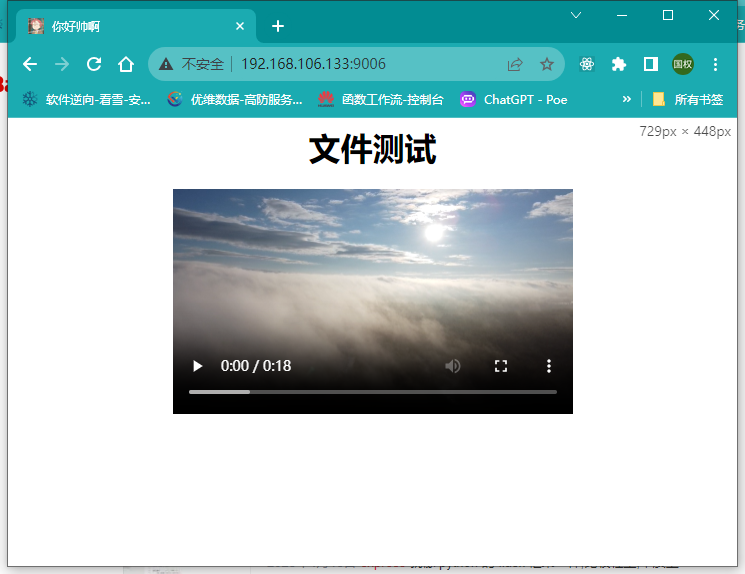 你好帅啊
不安全 192.168.106.133:9006
国权
软件逆向-看雪-安... 优维数据-高防服务... 函数工作流-控制台 ChatGPT - Poe » 所有书签
729px × 448px
文件测试
0:00 / 0:18